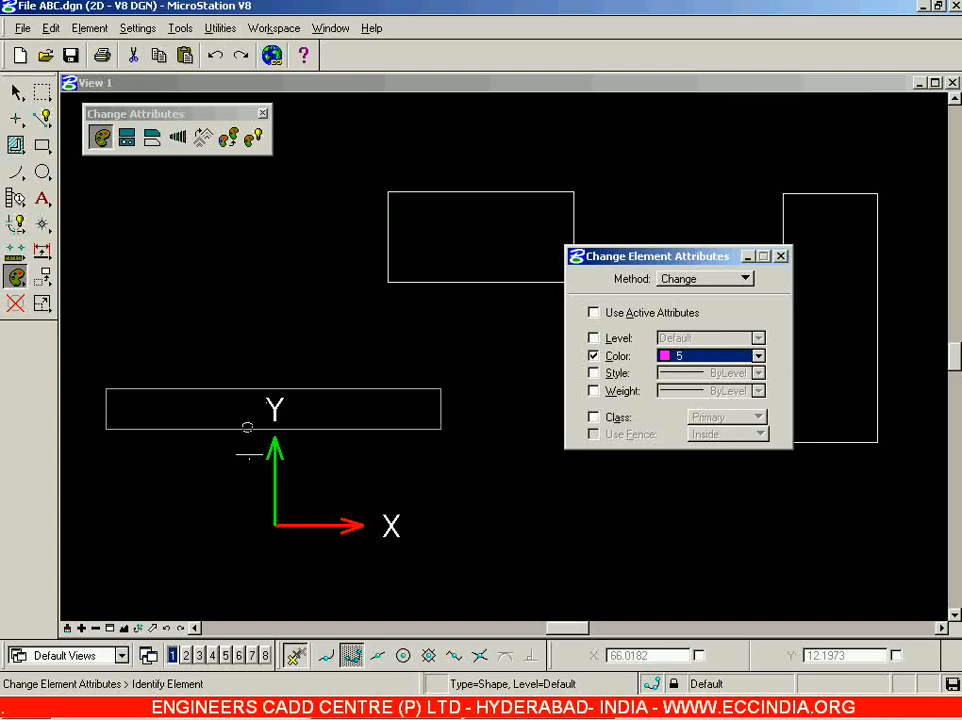 File ABC.dgn (2D - V8 DGN) - MicroStation V8
File Edit Element Settings Tools Utilities Workspace Window Help
View 1
Change Attributes
Change Element Attributes
Method: Change
Use Active Attributes
Level: Default
Color: 5
Style: ByLevel
Weight: ByLevel
Class: Primary
Use Fence: Inside
Y
X
Default Views 1 2 3 4 5 6 7 8 X: 66.0182 Y: 12.1973
Change Element Attributes > Identify Element Type=Shape, Level=Default Default
ENGINEERS CADD CENTRE (P) LTD - HYDERABAD- INDIA - WWW.ECCINDIA.ORG